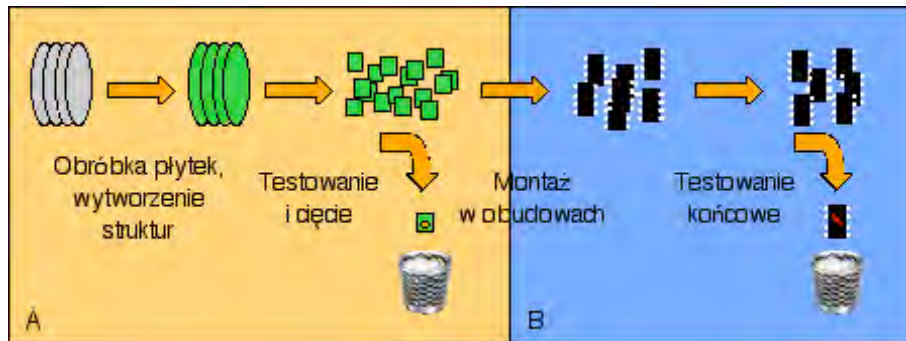 Obróbka płytek,
wytworzenie
struktur
Testowanie
i cięcie
Montaż
w obudowach
Testowanie
końcowe
A
B